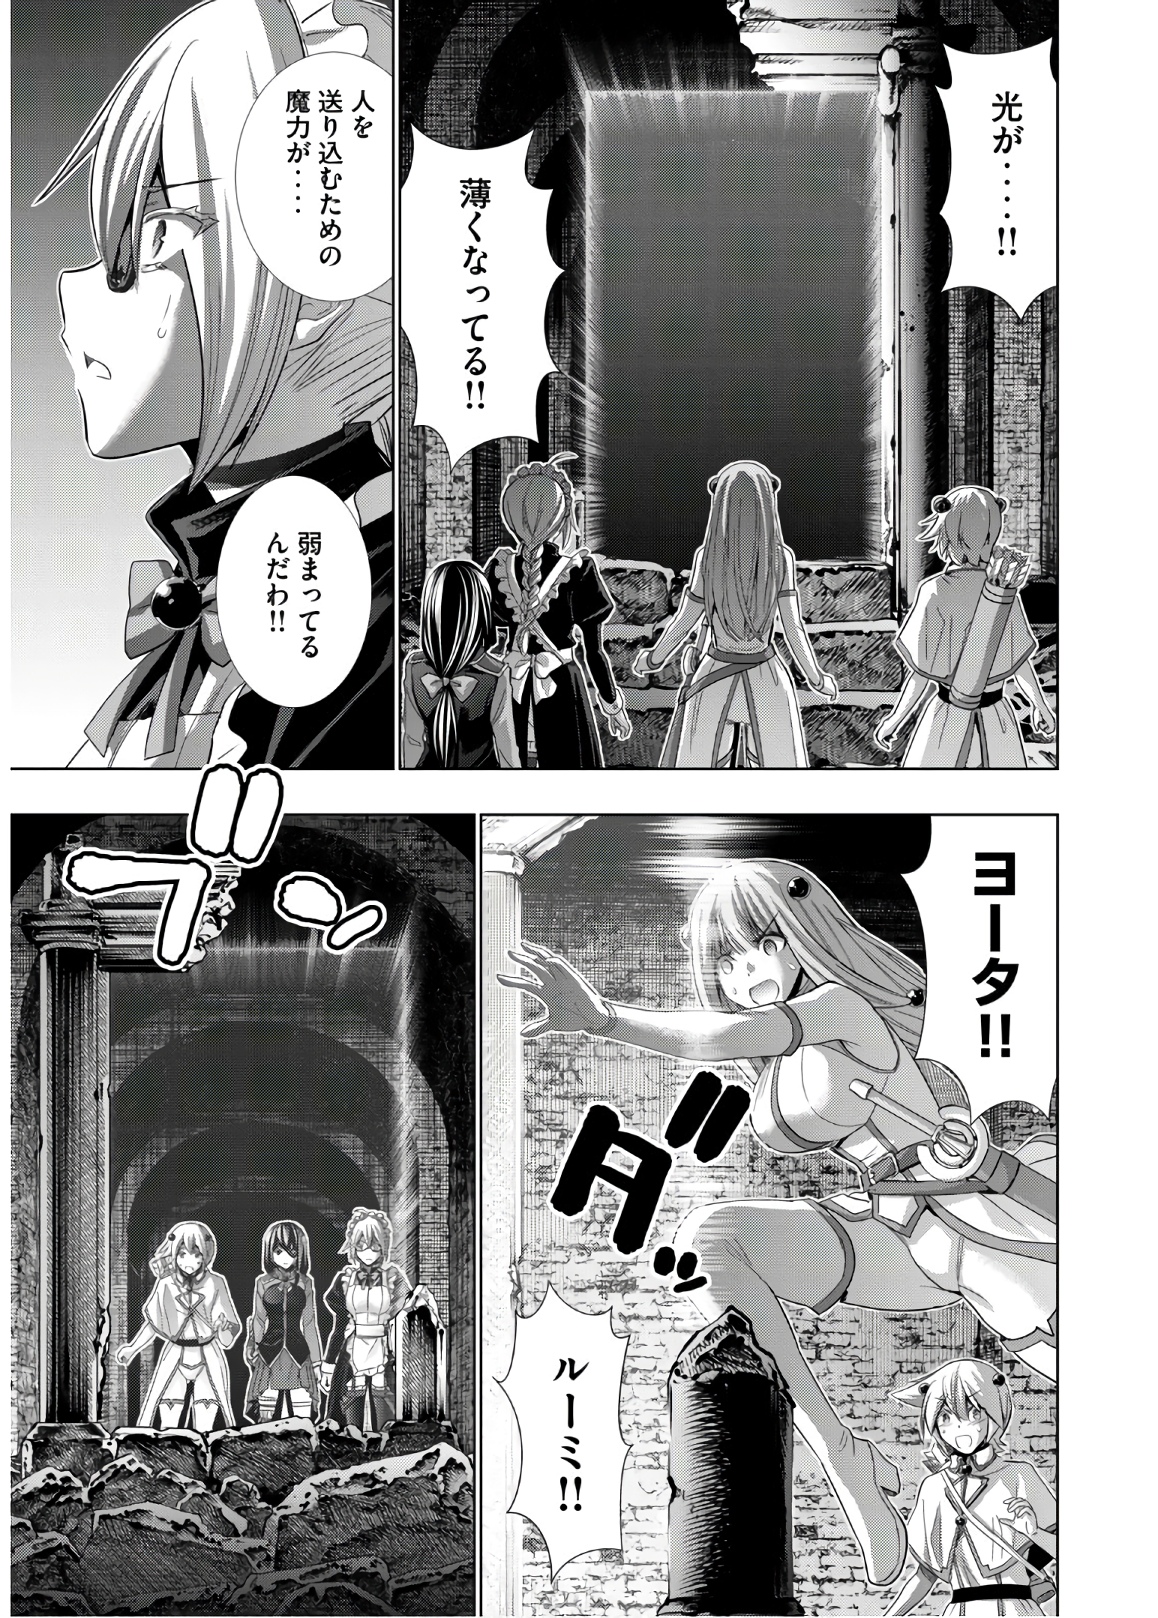 光が‥‥!!
薄くなってる!!
人を
送り込むための
魔力が‥‥
弱まってる
んだわ!!
ヨータ!!
ダッ
ルーミ!!
ブンッ